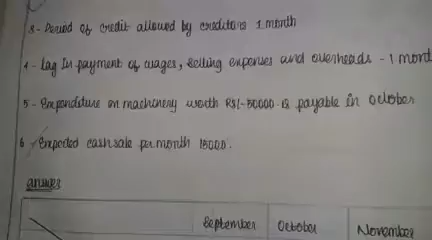 3- Period of credit allowed by creditors 1 month
4- Lag In payment of wages, Selling expenses and overheads - 1 mont
5- Expenditure on machinery worth RS/- 50000 is payable in october
6 Expected cash sale per month 15000.
answer
September October November